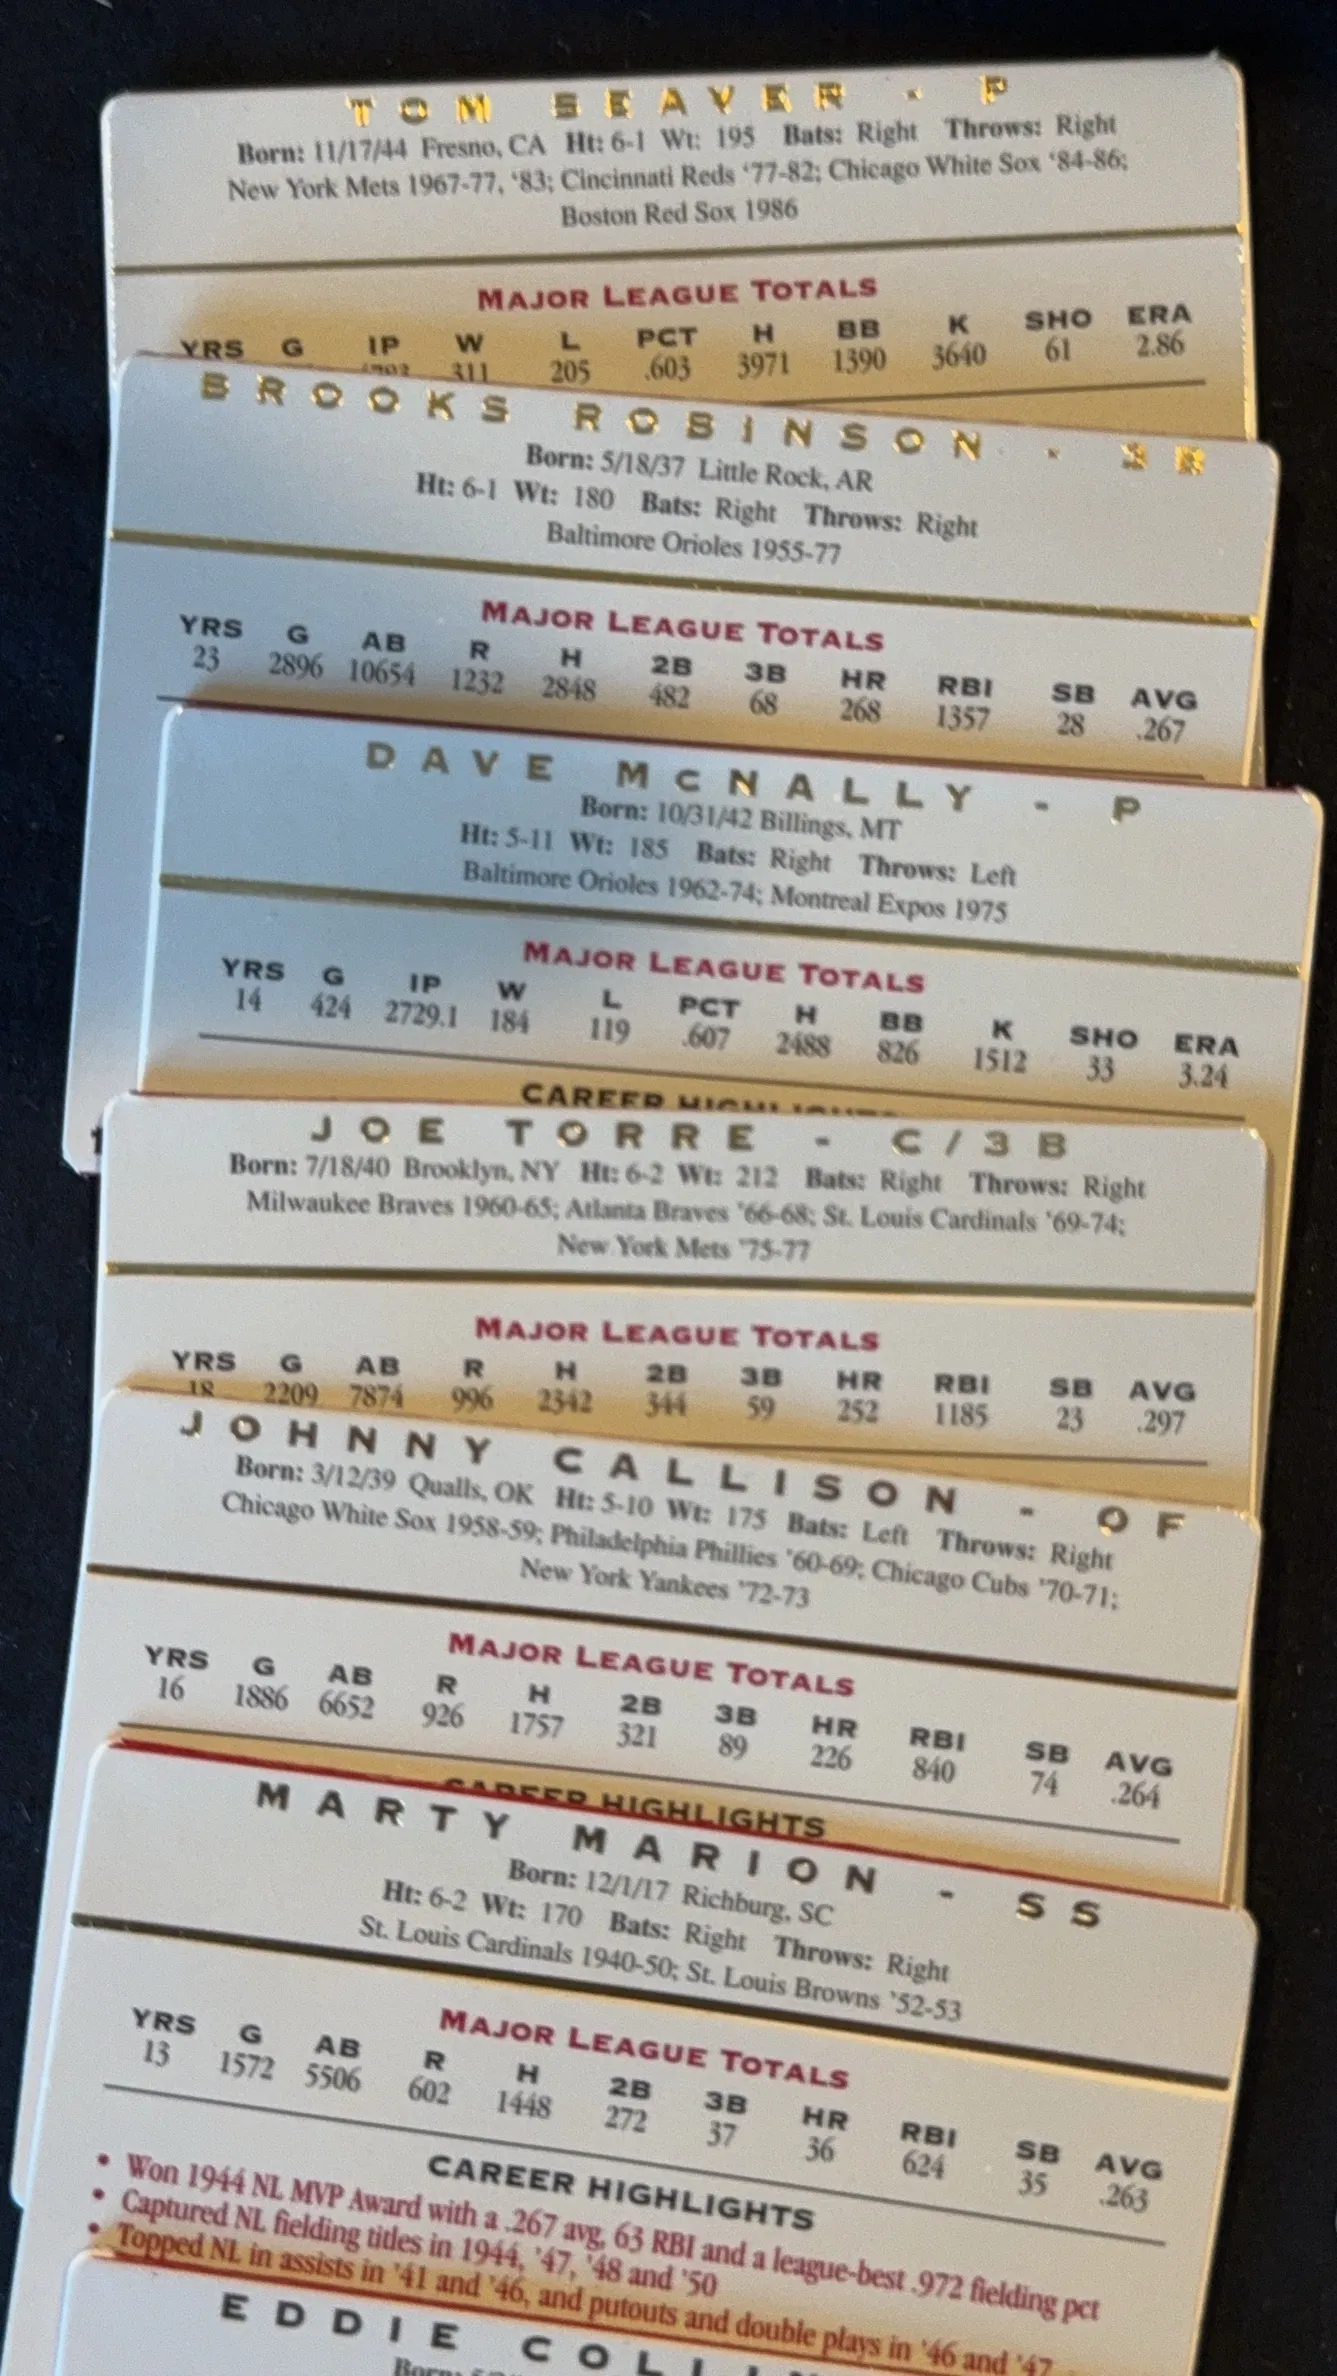 TOM SEAVER - P
Born: 11/17/44 Fresno, CA Ht: 6-1 Wt: 195 Bats: Right Throws: Right
New York Mets 1967-77, '83; Cincinnati Reds '77-82; Chicago White Sox '84-86;
Boston Red Sox 1986
MAJOR LEAGUE TOTALS
YRS G IP W L PCT H BB K SHO ERA
311 205 .603 3971 1390 3640 61 2.86
BROOKS ROBINSON - 3B
Born: 5/18/37 Little Rock, AR
Ht: 6-1 Wt: 180 Bats: Right Throws: Right
Baltimore Orioles 1955-77
MAJOR LEAGUE TOTALS
YRS G AB R H 2B 3B HR RBI SB AVG
23 2896 10654 1232 2848 482 68 268 1357 28 .267
DAVE McNALLY - P
Born: 10/31/42 Billings, MT
Ht: 5-11 Wt: 185 Bats: Right Throws: Left
Baltimore Orioles 1962-74; Montreal Expos 1975
MAJOR LEAGUE TOTALS
YRS G IP W L PCT H BB K SHO ERA
14 424 2729.1 184 119 .607 2488 826 1512 33 3.24
CAREER HIGHLIGHTS
JOE TORRE - C/3B
Born: 7/18/40 Brooklyn, NY Ht: 6-2 Wt: 212 Bats: Right Throws: Right
Milwaukee Braves 1960-65; Atlanta Braves '66-68; St. Louis Cardinals '69-74;
New York Mets '75-77
MAJOR LEAGUE TOTALS
YRS G AB R H 2B 3B HR RBI SB AVG
18 2209 7874 996 2342 344 59 252 1185 23 .297
JOHNNY CALLISON - OF
Born: 3/12/39 Qualls, OK Ht: 5-10 Wt: 175 Bats: Left Throws: Right
Chicago White Sox 1958-59; Philadelphia Phillies '60-69; Chicago Cubs '70-71;
New York Yankees '72-73
MAJOR LEAGUE TOTALS
YRS G AB R H 2B 3B HR RBI SB AVG
16 1886 6652 926 1757 321 89 226 840 74 .264
CAREER HIGHLIGHTS
MARTY MARION - SS
Born: 12/1/17 Richburg, SC
Ht: 6-2 Wt: 170 Bats: Right Throws: Right
St. Louis Cardinals 1940-50; St. Louis Browns '52-53
MAJOR LEAGUE TOTALS
YRS G AB R H 2B 3B HR RBI SB AVG
13 1572 5506 602 1448 272 37 36 624 35 .263
CAREER HIGHLIGHTS
• Won 1944 NL MVP Award with a .267 avg, 63 RBI and a league-best .972 fielding pct
• Captured NL fielding titles in 1944, '47, '48 and '50
• Topped NL in assists in '41 and '46, and putouts and double plays in '46 and '47
EDDIE COLLIN
Born: